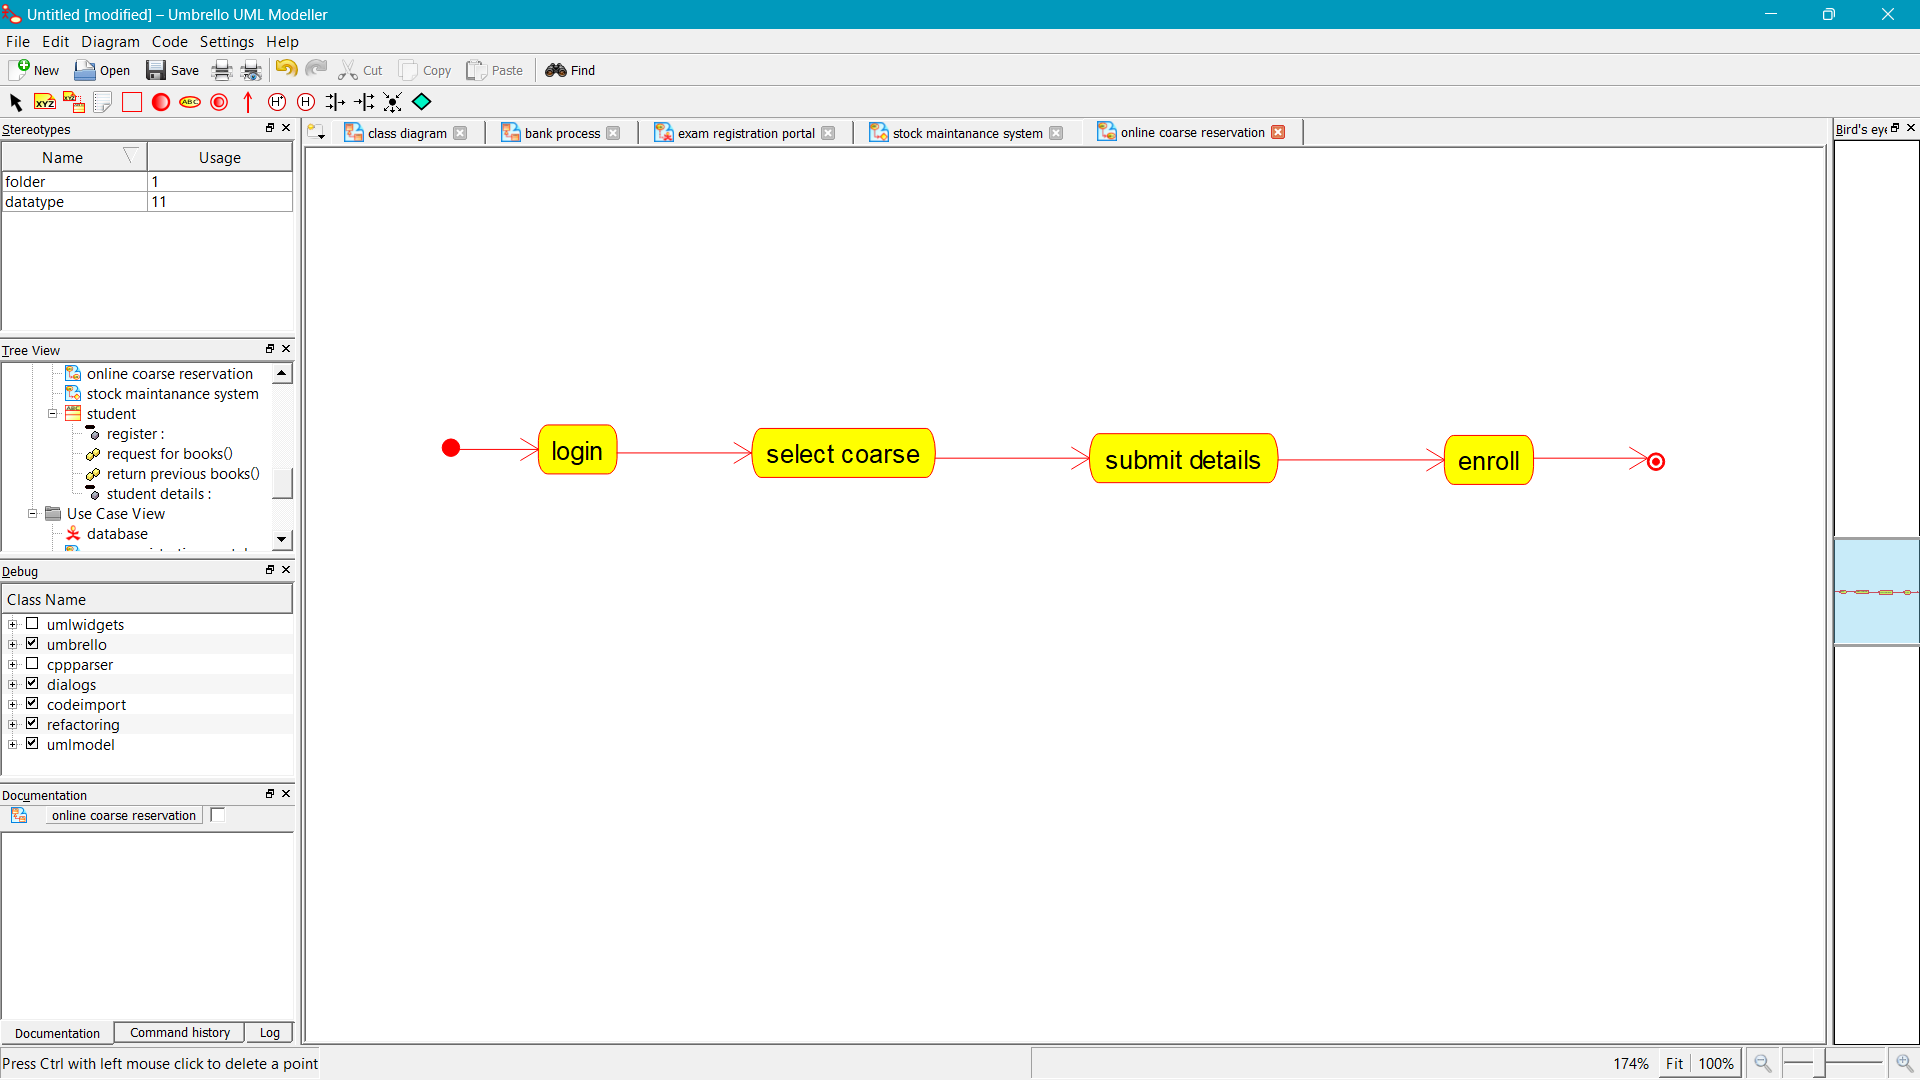 Untitled [modified] – Umbrello UML Modeller
File Edit Diagram Code Settings Help
New Open Save Cut Copy Paste Find
XYZ XYZ ABC H* H
Stereotypes
Name Usage
folder 1
datatype 11
class diagram bank process exam registration portal stock maintanance system online coarse reservation
Bird's eye
Tree View
online coarse reservation
stock maintanance system
student
register :
request for books()
return previous books()
student details :
Use Case View
database
login select coarse submit details enroll
Debug
Class Name
umlwidgets
umbrello
cppparser
dialogs
codeimport
refactoring
umlmodel
Documentation
online coarse reservation
Documentation Command history Log
Press Ctrl with left mouse click to delete a point
174% Fit 100%